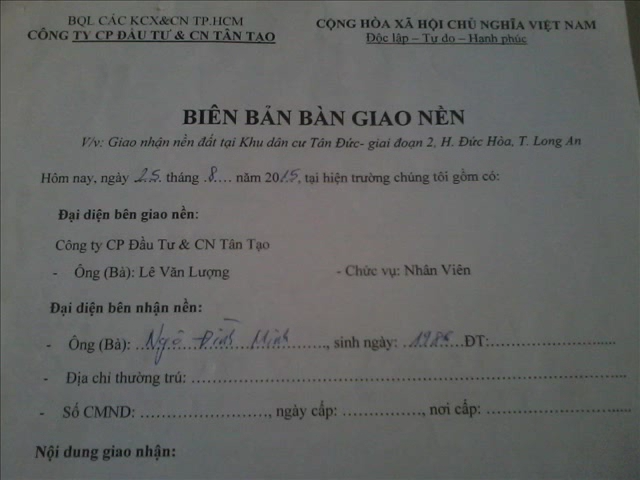 BQL CÁC KCX&CN TP.HCM
CÔNG TY CP ĐẦU TƯ & CN TÂN TẠO
CỘNG HÒA XÃ HỘI CHỦ NGHĨA VIỆT NAM
Độc lập – Tự do – Hạnh phúc
BIÊN BẢN BÀN GIAO NỀN
V/v: Giao nhận nền đất tại Khu dân cư Tân Đức- giai đoạn 2, H. Đức Hòa, T. Long An
Hôm nay, ngày 25 tháng 8 năm 2015, tại hiện trường chúng tôi gồm có:
Đại diện bên giao nền:
Công ty CP Đầu Tư & CN Tân Tạo
- Ông (Bà): Lê Văn Lượng - Chức vụ: Nhân Viên
Đại diện bên nhận nền:
- Ông (Bà): Ngô Đình Minh, sinh ngày: 1986 ĐT:
- Địa chỉ thường trú:
- Số CMND:, ngày cấp:, nơi cấp:
Nội dung giao nhận: